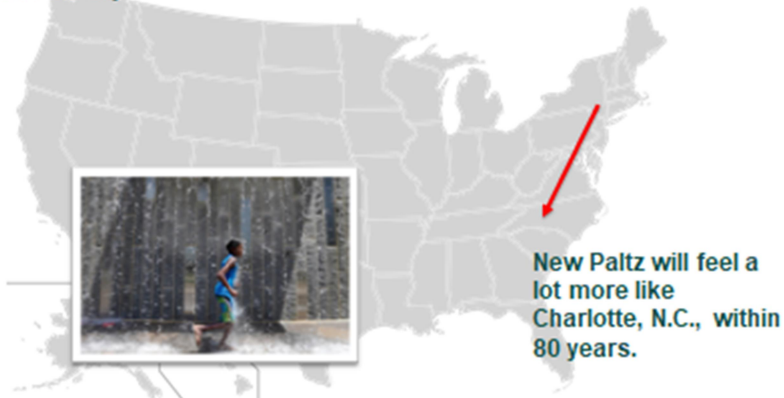 New Paltz will feel a
lot more like
Charlotte, N.C., within
80 years.